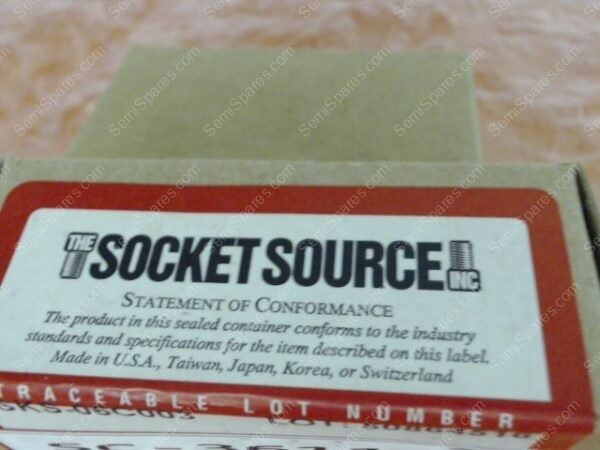 THE SOCKET SOURCE INC
STATEMENT OF CONFORMANCE
The product in this sealed container conforms to the industry
standards and specifications for the item described on this label.
Made in U.S.A., Taiwan, Japan, Korea, or Switzerland
TRACEABLE LOT NUMBER
LOT: